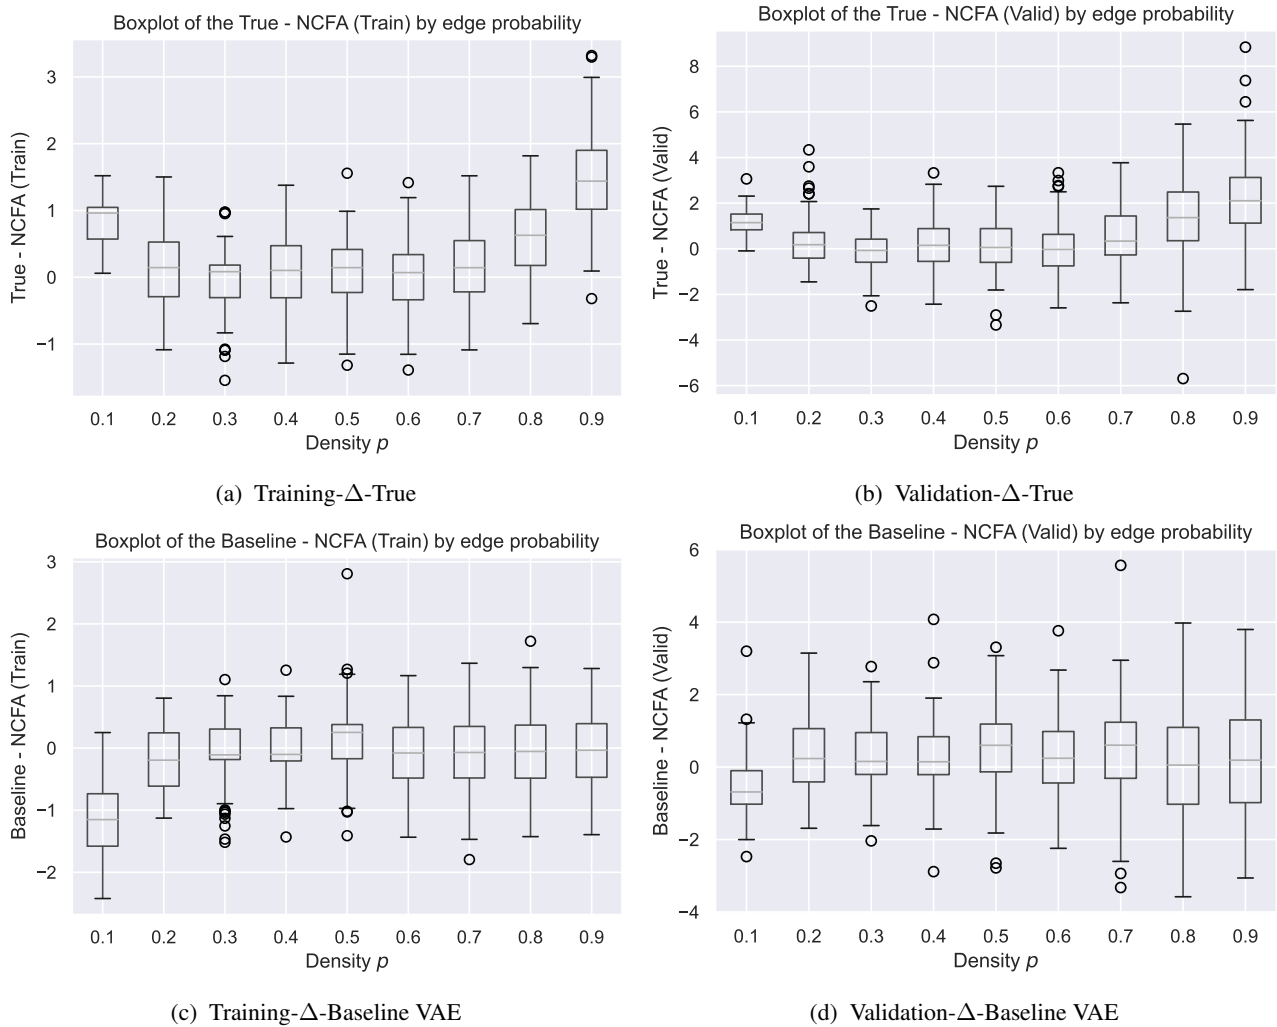 Boxplot of the True - NCFA (Train) by edge probability
True - NCFA (Train)
3
2
1
0
−1
0.1 0.2 0.3 0.4 0.5 0.6 0.7 0.8 0.9
Density p
(a) Training-Δ-True
Boxplot of the True - NCFA (Valid) by edge probability
True - NCFA (Valid)
8
6
4
2
0
−2
−4
−6
0.1 0.2 0.3 0.4 0.5 0.6 0.7 0.8 0.9
Density p
(b) Validation-Δ-True
Boxplot of the Baseline - NCFA (Train) by edge probability
Baseline - NCFA (Train)
3
2
1
0
−1
−2
0.1 0.2 0.3 0.4 0.5 0.6 0.7 0.8 0.9
Density p
(c) Training-Δ-Baseline VAE
Boxplot of the Baseline - NCFA (Valid) by edge probability
Baseline - NCFA (Valid)
6
4
2
0
−2
−4
0.1 0.2 0.3 0.4 0.5 0.6 0.7 0.8 0.9
Density p
(d) Validation-Δ-Baseline VAE